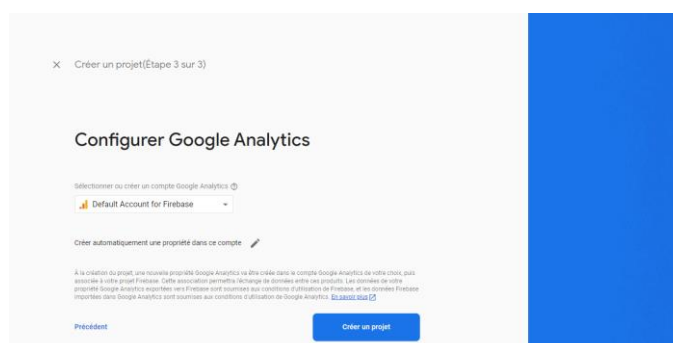 Créer un projet(Étape 3 sur 3)
Configurer Google Analytics
Sélectionner ou créer un compte Google Analytics
Default Account for Firebase
Créer automatiquement une propriété dans ce compte
À la création du projet, une nouvelle propriété Google Analytics va être créée dans le compte Google Analytics de votre choix, puis
associée à votre projet Firebase. Cette association permettra l'échange de données entre ces produits. Les données de votre
propriété Google Analytics exportées vers Firebase sont soumises aux conditions d'utilisation de Firebase, et les données Firebase
importées dans Google Analytics sont soumises aux conditions d'utilisation de Google Analytics. En savoir plus
Précédent
Créer un projet